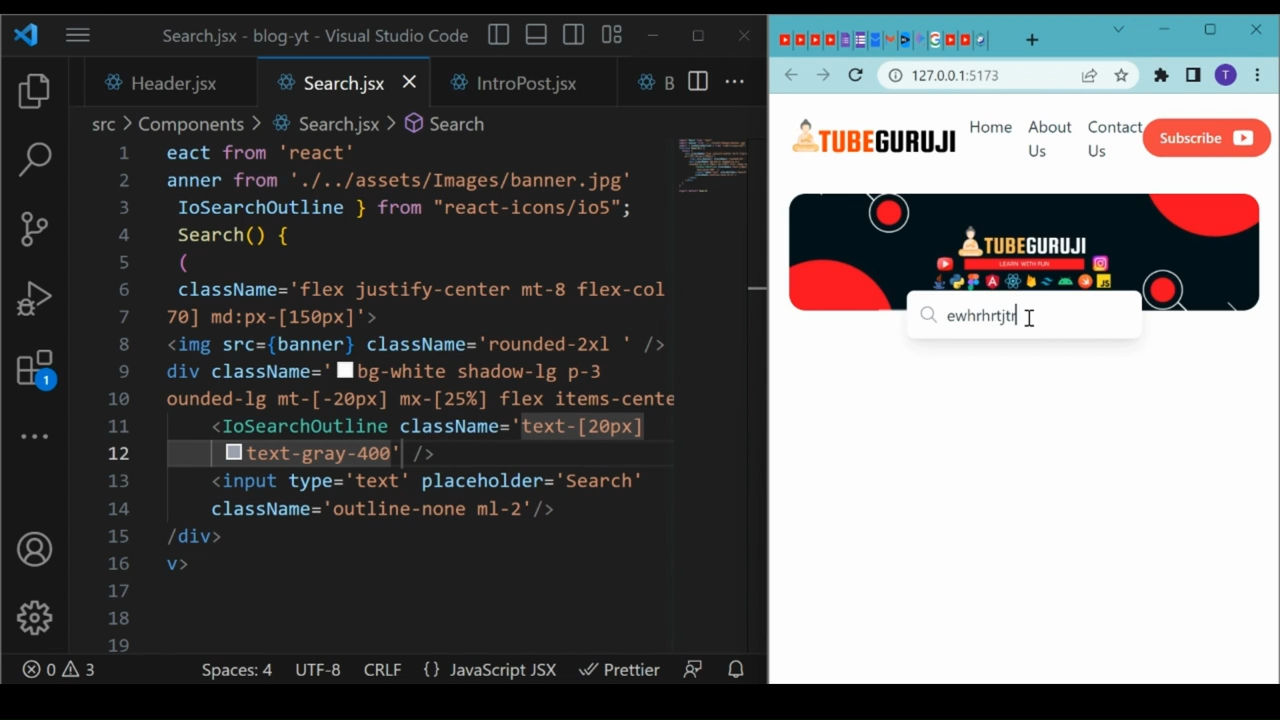 Search.jsx - blog-yt - Visual Studio Code
Header.jsx
Search.jsx
IntroPost.jsx
B
src > Components > Search.jsx > Search
1 eact from 'react'
2 anner from './../assets/Images/banner.jpg'
3 IoSearchOutline } from "react-icons/io5";
4 Search() {
5 (
6 className='flex justify-center mt-8 flex-col
7 70] md:px-[150px]'>
8 <img src={banner} className='rounded-2xl ' />
9 div className='bg-white shadow-lg p-3
10 ounded-lg mt-[-20px] mx-[25%] flex items-cente
11 <IoSearchOutline className='text-[20px]
12 text-gray-400' />
13 <input type='text' placeholder='Search'
14 className='outline-none ml-2'/>
15 /div>
16 v>
17
18
19
1
0 3 Spaces: 4 UTF-8 CRLF {} JavaScript JSX Prettier
127.0.0.1:5173
T
TUBEGURUJI
Home
About Us
Contact Us
Subscribe
TUBEGURUJI
LEARN WITH FUN
JS
ewhrhrtjtr